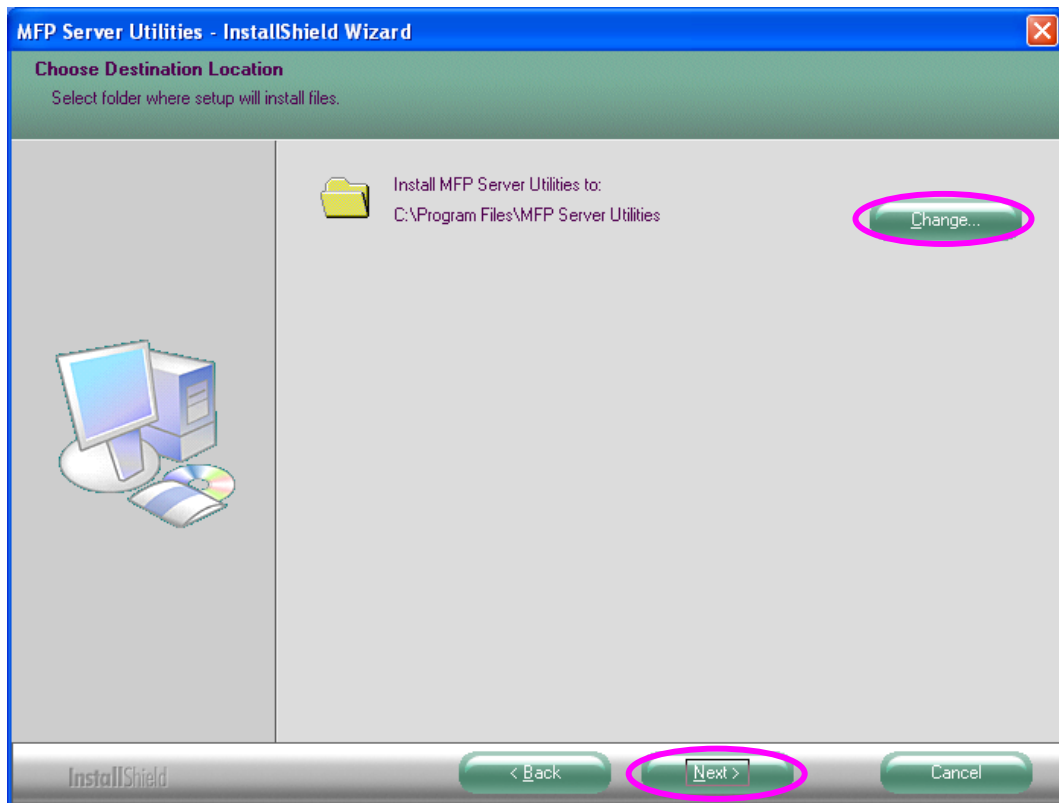 MFP Server Utilities - InstallShield Wizard
Choose Destination Location
Select folder where setup will install files.
Install MFP Server Utilities to:
C:\Program Files\MFP Server Utilities
Change...
InstallShield
< Back
Next >
Cancel